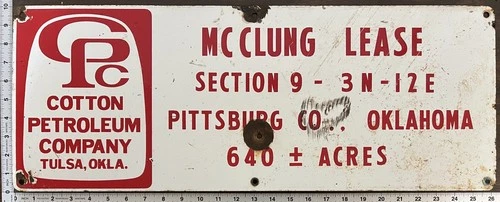 CPC
COTTON
PETROLEUM
COMPANY
TULSA, OKLA.
MCCLUNG LEASE
SECTION 9 - 3N-12E
PITTSBURG CO., OKLAHOMA
640 ± ACRES